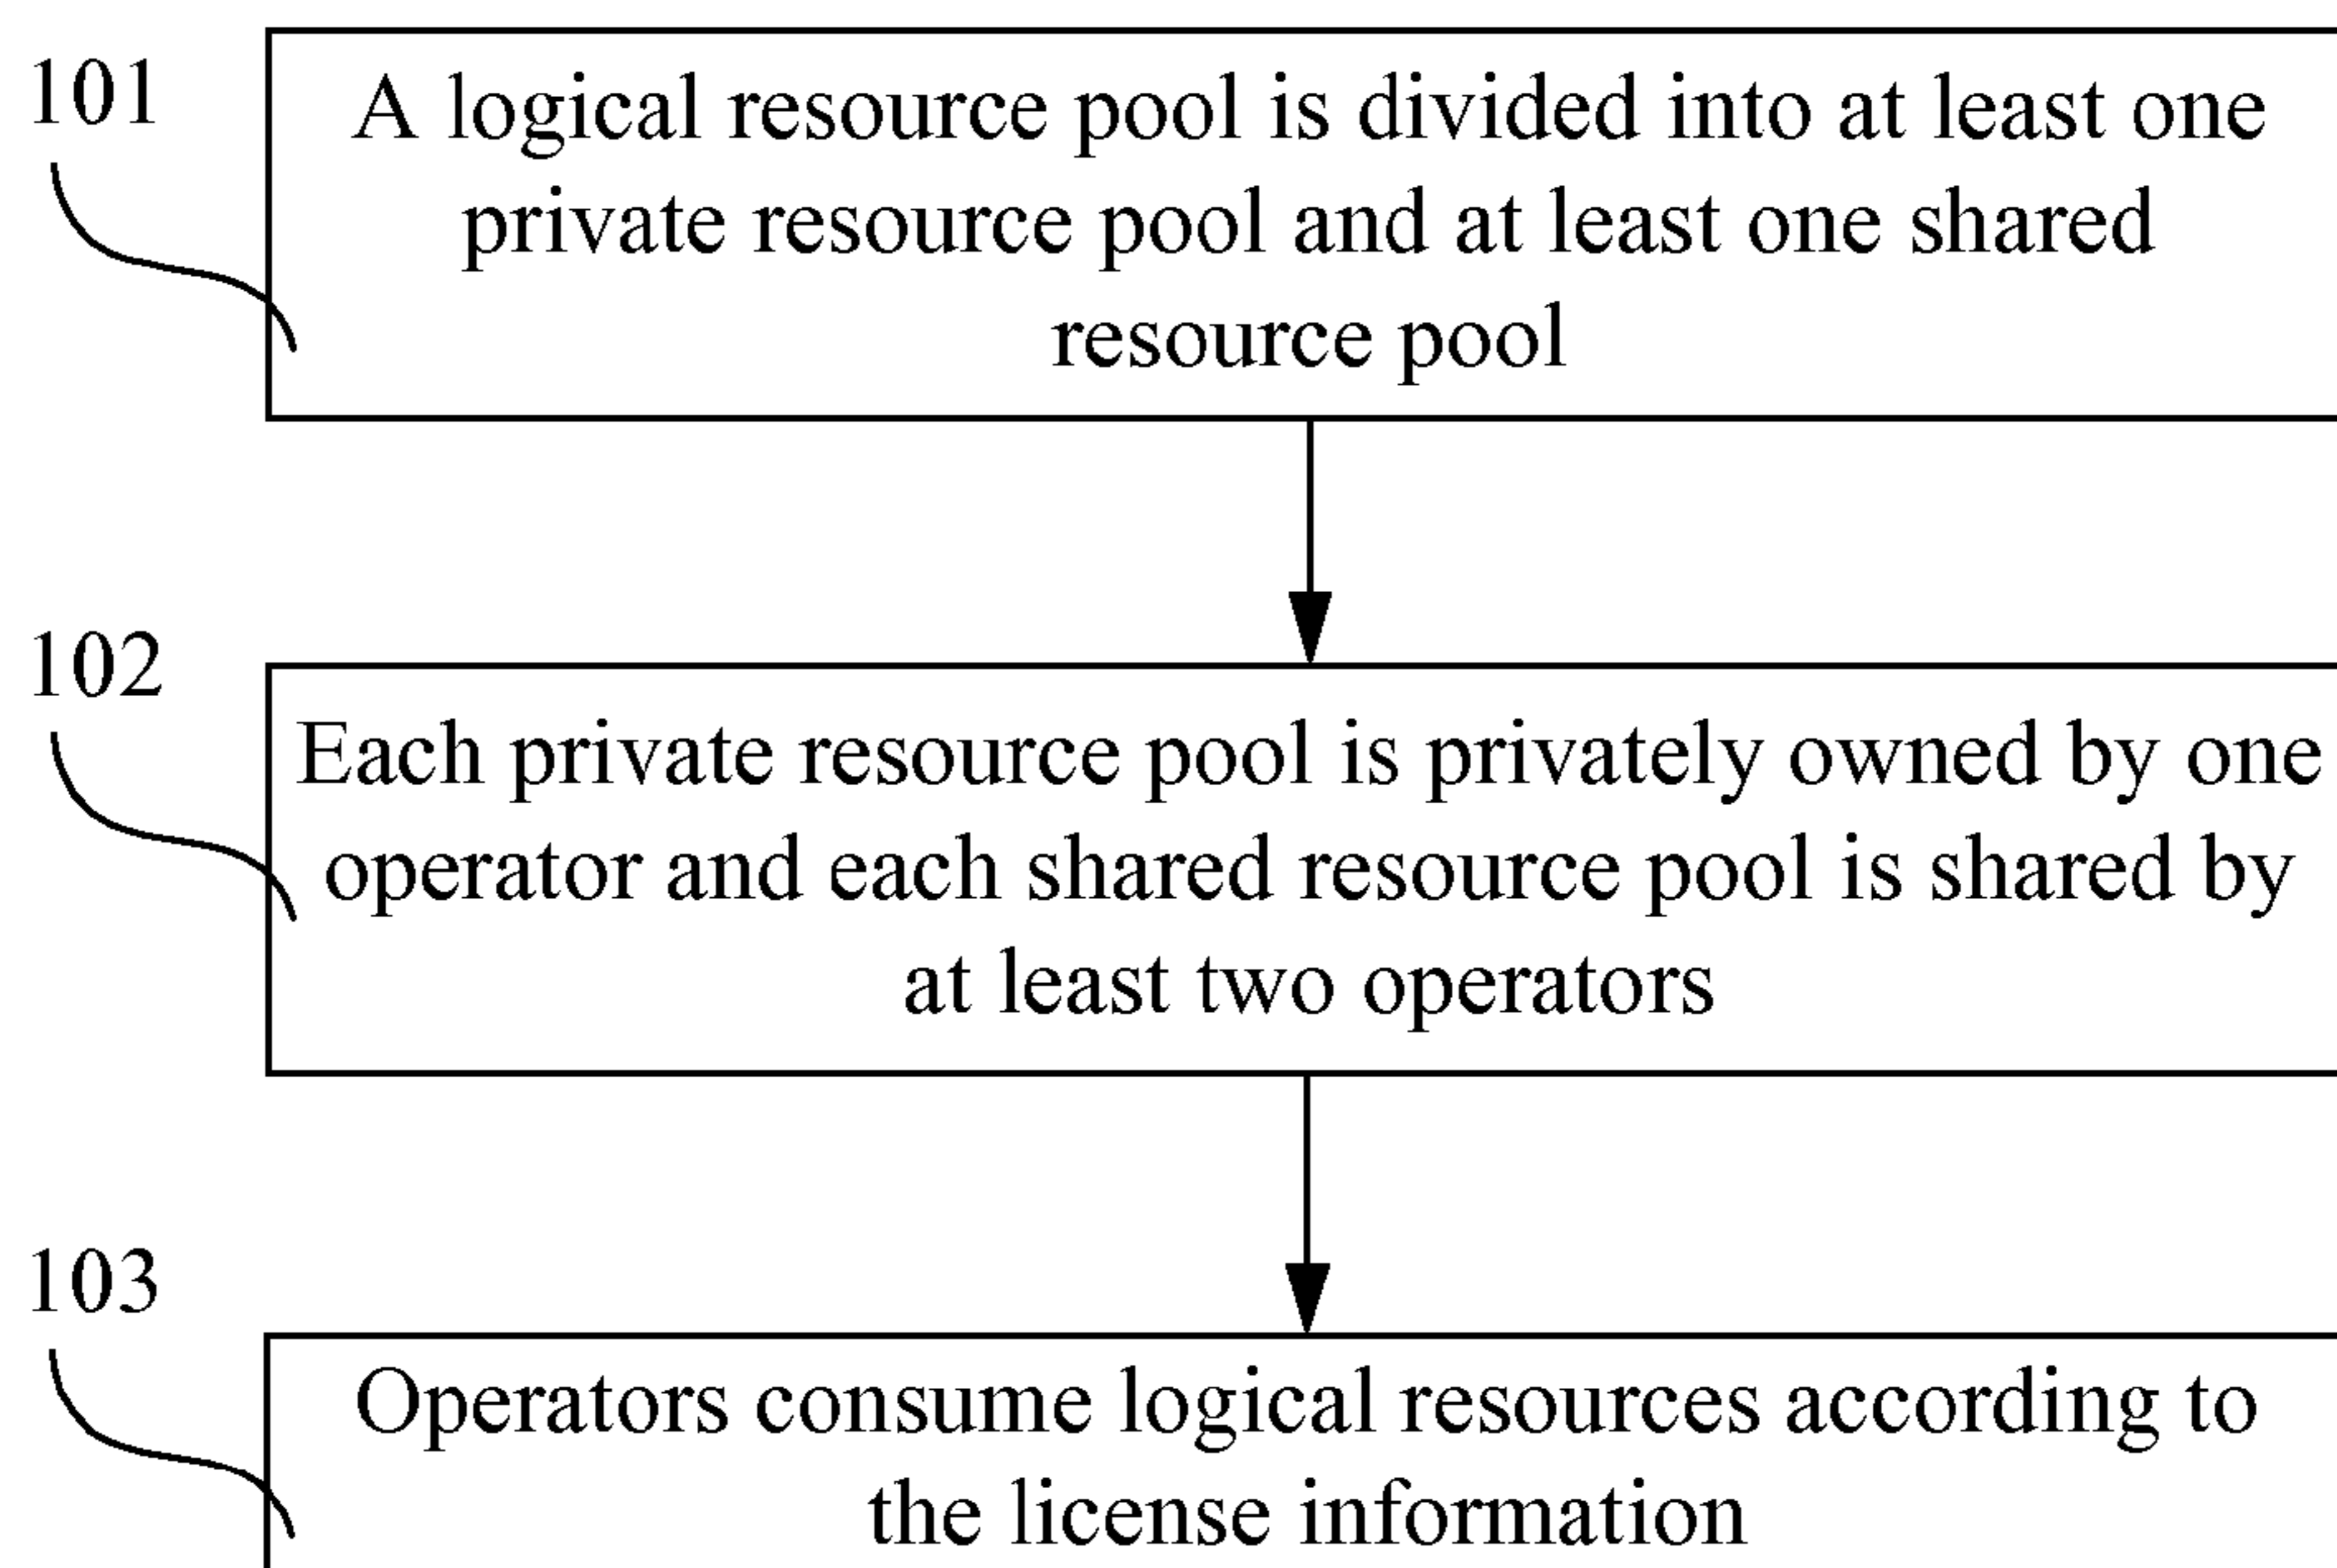 101
A logical resource pool is divided into at least one
private resource pool and at least one shared
resource pool
102
Each private resource pool is privately owned by one
operator and each shared resource pool is shared by
at least two operators
103
Operators consume logical resources according to
the license information